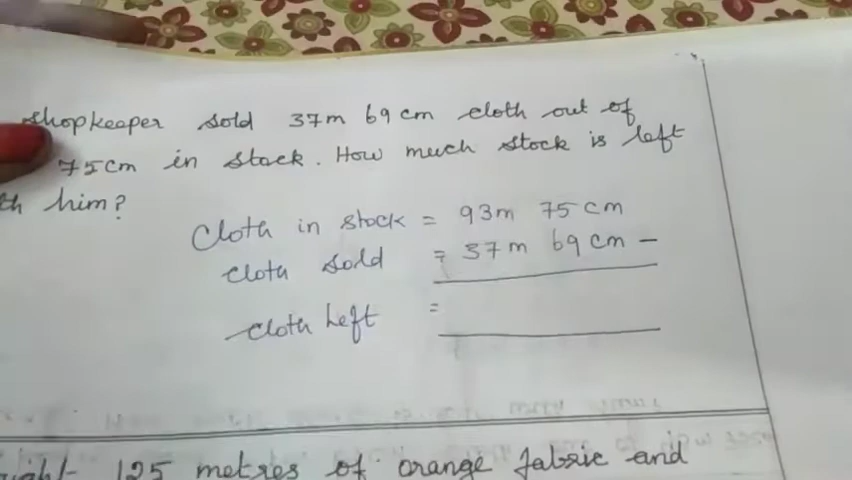 shopkeeper sold 37m 69cm cloth out of
75cm in stock. How much stock is left
him?
Cloth in stock = 93m 75cm
cloth sold = 37m 69cm -
cloth Left =
125 metres of orange fabric and